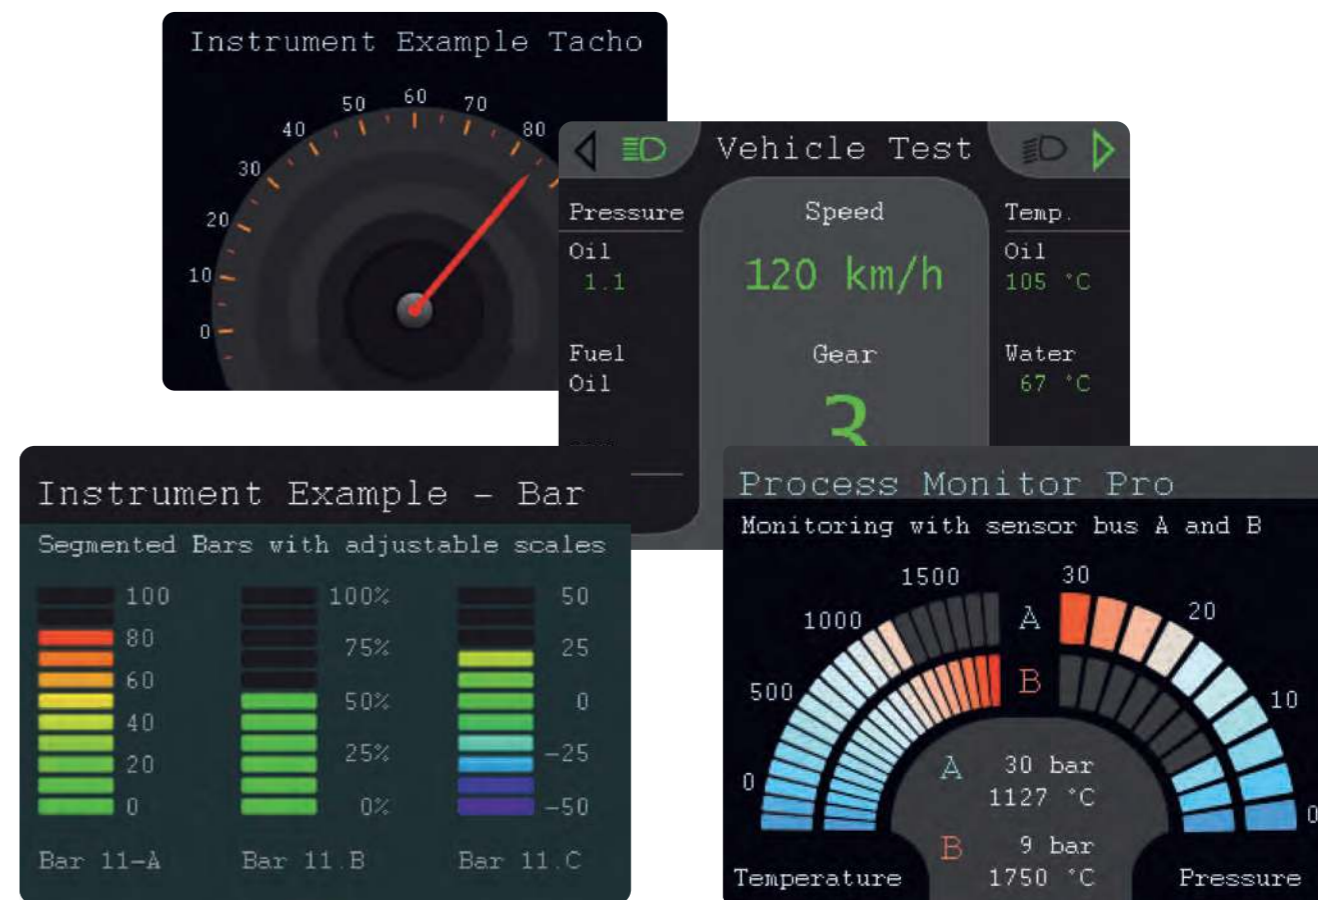 Instrument Example Tacho
50 60 70
40 80
30
20
10
0
Vehicle Test
Pressure
Oil
1.1
Fuel
Oil
Speed
120 km/h
Gear
3
Temp.
Oil
105 °C
Water
67 °C
Instrument Example – Bar
Segmented Bars with adjustable scales
100 100% 50
80 75% 25
60 50% 0
40 25% −25
20 0% −50
0
Bar 11–A Bar 11.B Bar 11.C
Process Monitor Pro
Monitoring with sensor bus A and B
1500 30
1000 A 20
500 B 10
0 0
A 30 bar
1127 °C
B 9 bar
1750 °C
Temperature Pressure